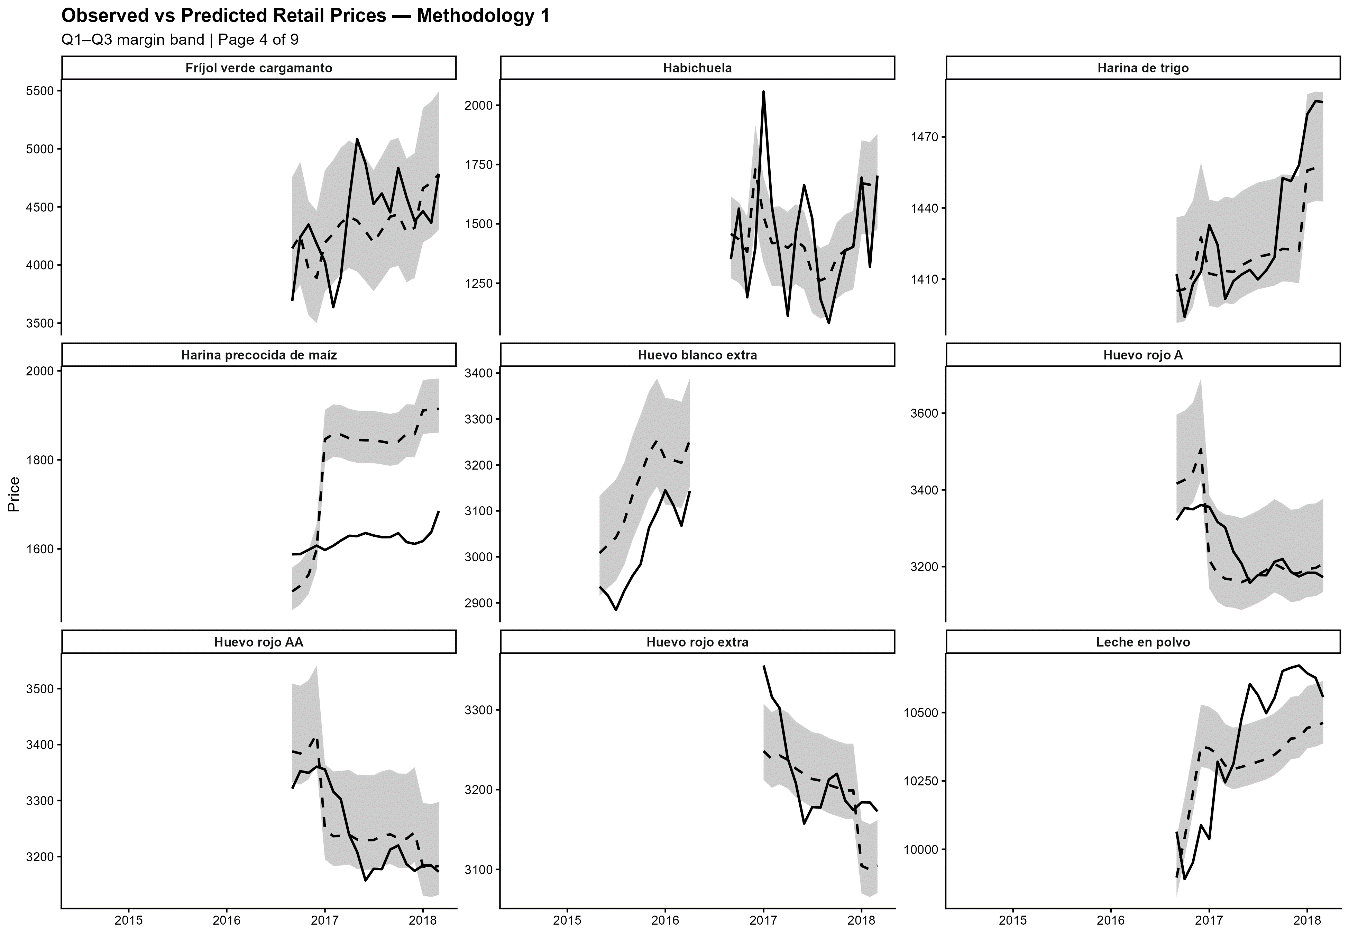 Observed vs Predicted Retail Prices — Methodology 1
Q1–Q3 margin band | Page 4 of 9
Fríjol verde cargamanto
5500
5000
4500
4000
3500
Habichuela
2000
1750
1500
1250
Harina de trigo
1470
1440
1410
Price
Harina precocida de maíz
2000
1800
1600
Huevo blanco extra
3400
3300
3200
3100
3000
2900
Huevo rojo A
3600
3400
3200
Huevo rojo AA
3500
3400
3300
3200
2015 2016 2017 2018
Huevo rojo extra
3300
3200
3100
2015 2016 2017 2018
Leche en polvo
10500
10250
10000
2015 2016 2017 2018